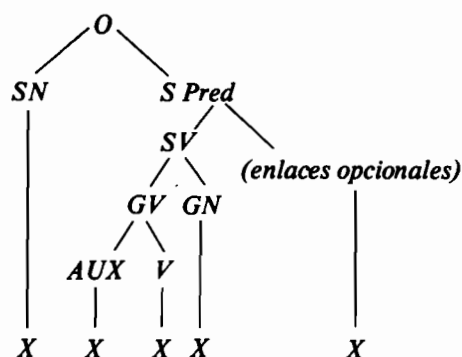 O
SN S Pred
SV
(enlaces opcionales)
GV GN
AUX V
X X X X X